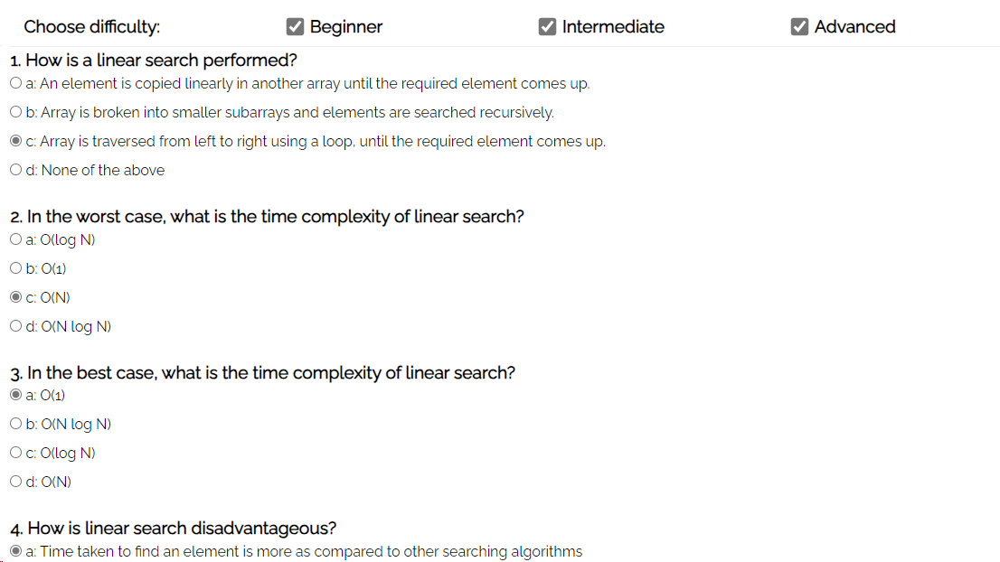 Choose difficulty: Beginner Intermediate Advanced
1. How is a linear search performed?
a: An element is copied linearly in another array until the required element comes up.
b: Array is broken into smaller subarrays and elements are searched recursively.
c: Array is traversed from left to right using a loop, until the required element comes up.
d: None of the above
2. In the worst case, what is the time complexity of linear search?
a: O(log N)
b: O(1)
c: O(N)
d: O(N log N)
3. In the best case, what is the time complexity of linear search?
a: O(1)
b: O(N log N)
c: O(log N)
d: O(N)
4. How is linear search disadvantageous?
a: Time taken to find an element is more as compared to other searching algorithms